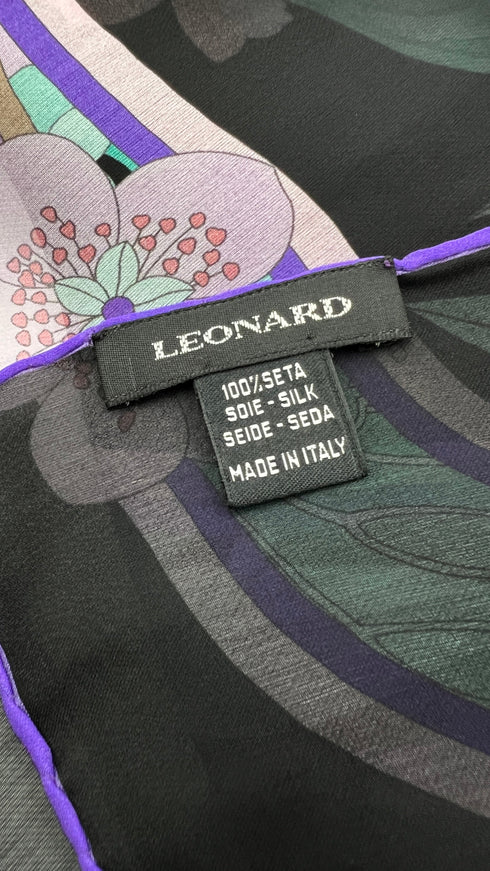 LEONARD
100%SETA
SOIE - SILK
SEIDE - SEDA
MADE IN ITALY